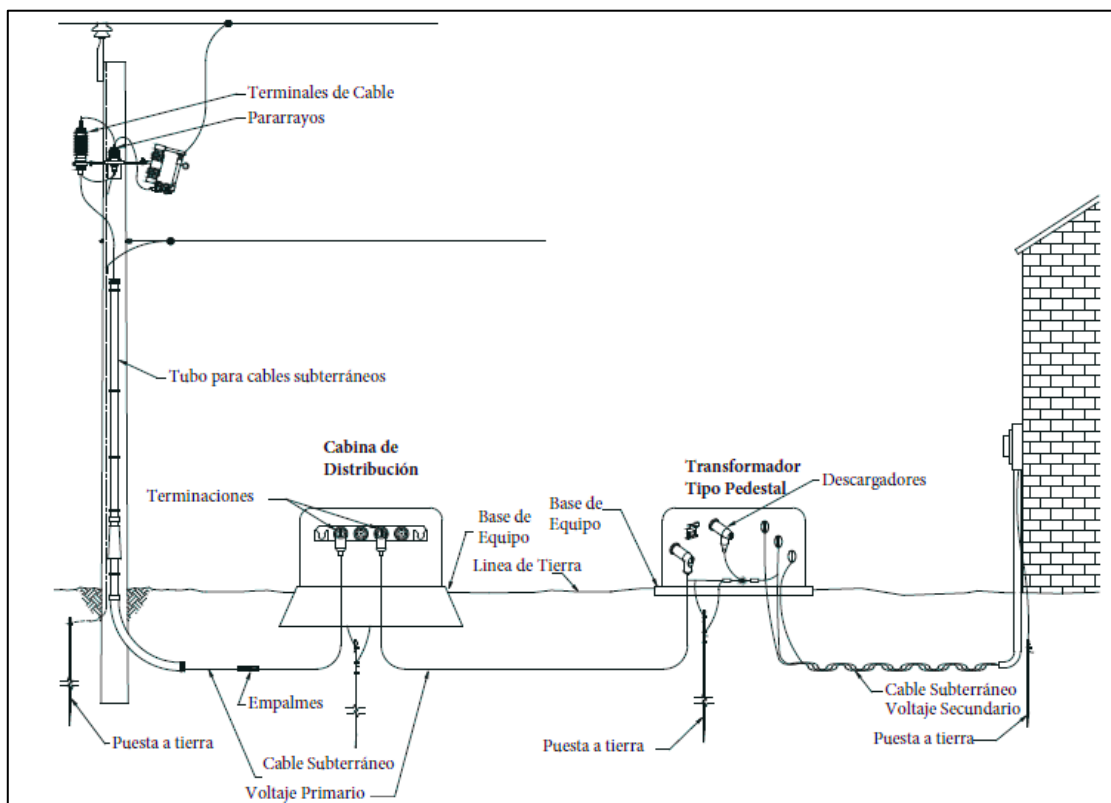 Terminales de Cable
Pararrayos
Tubo para cables subterráneos
Cabina de
Distribución
Terminaciones
Base de
Equipo
Linea de Tierra
Base de
Equipo
Transformador
Tipo Pedestal
Descargadores
Empalmes
Puesta a tierra
Cable Subterráneo
Voltaje Primario
Puesta a tierra
Cable Subterráneo
Voltaje Secundario
Puesta a tierra